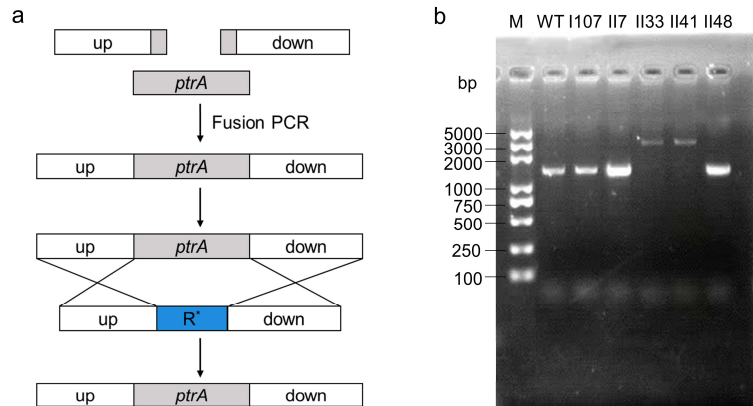 a
up
down
ptrA
Fusion PCR
up ptrA down
up ptrA down
up R* down
up ptrA down
b
M WT I107 II7 II33 II41 II48
bp
5000
3000
2000
1000
750
500
250
100